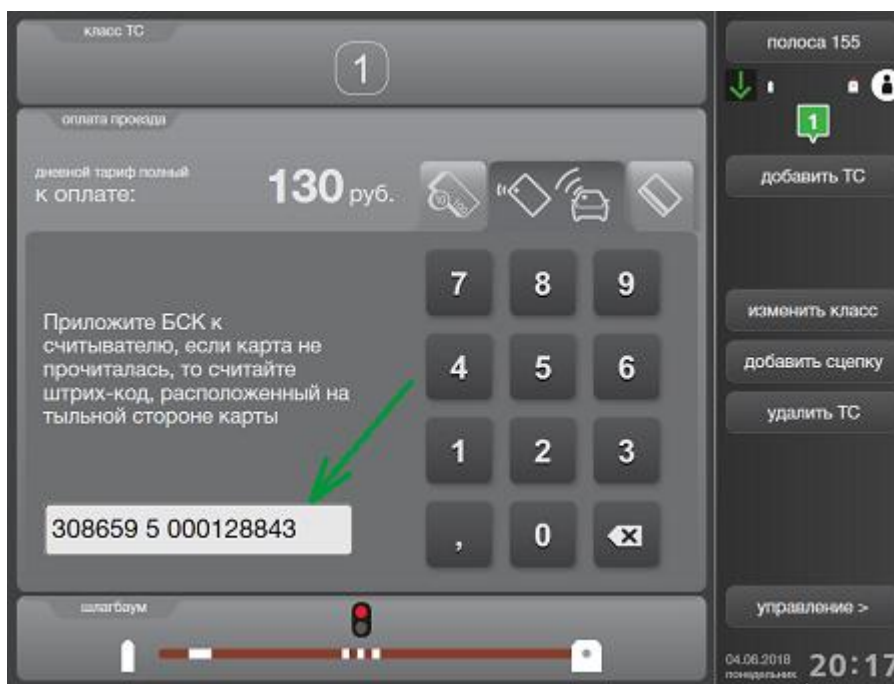 класс ТС
1
оплата проезда
дневной тариф полный
к оплате:
130 руб.
10 100
7 8 9
4 5 6
1 2 3
, 0
Приложите БСК к
считывателю, если карта не
прочиталась, то считайте
штрих-код, расположенный на
тыльной стороне карты
308659 5 000128843
шлагбаум
полоса 155
1
добавить ТС
изменить класс
добавить сцепку
удалить ТС
управление >
04.06.2018
понедельник
20:17